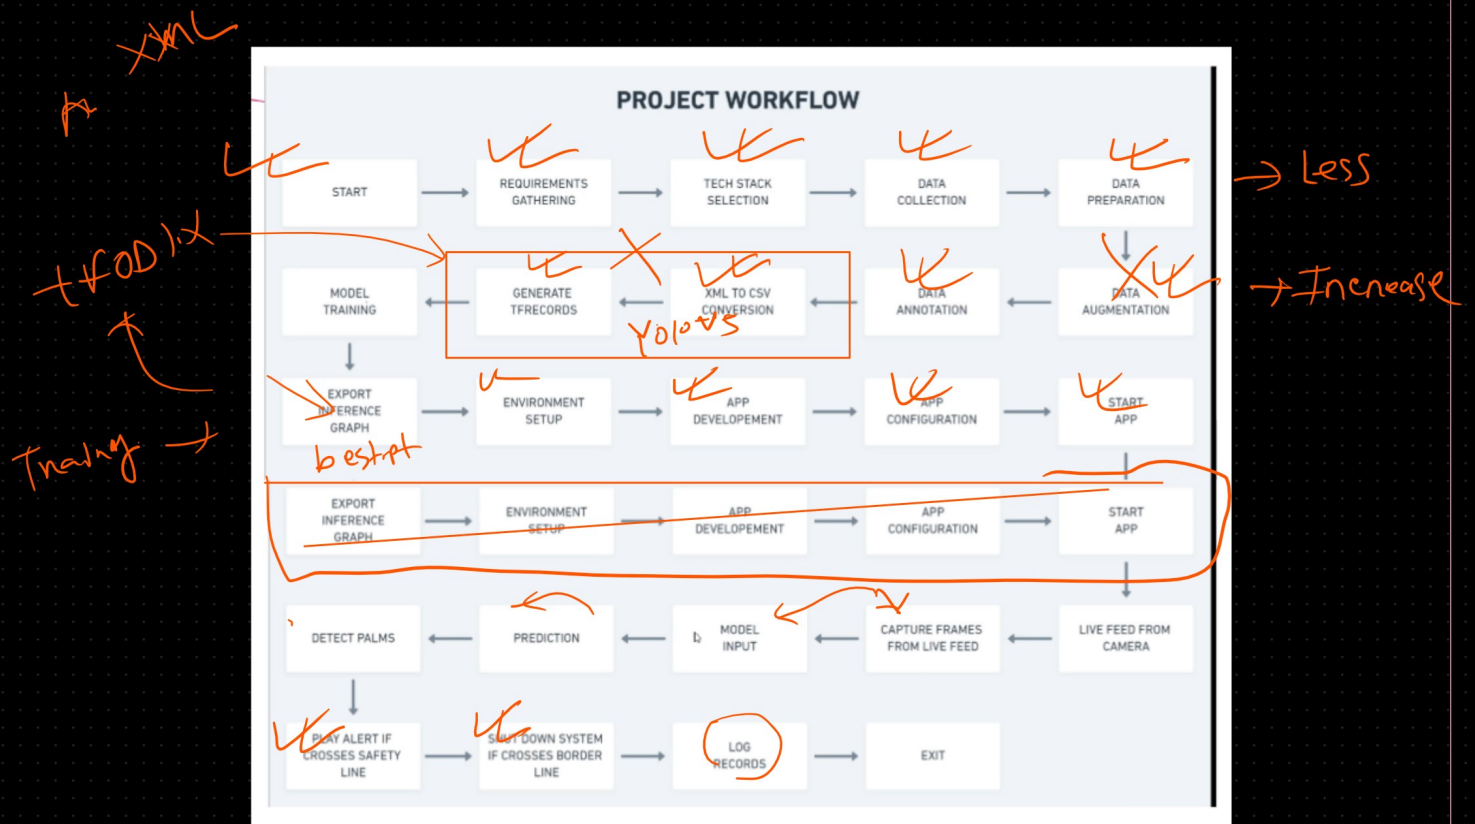 XML
PROJECT WORKFLOW
START
REQUIREMENTS
GATHERING
TECH STACK
SELECTION
DATA
COLLECTION
DATA
PREPARATION
→ Less
tfOD 1.x
MODEL
TRAINING
GENERATE
TFRECORDS
XML TO CSV
CONVERSION
YOLOV5
DATA
ANNOTATION
DATA
AUGMENTATION
→ Increase
EXPORT
INFERENCE
GRAPH
best.pt
ENVIRONMENT
SETUP
APP
DEVELOPEMENT
APP
CONFIGURATION
START
APP
Training →
EXPORT
INFERENCE
GRAPH
ENVIRONMENT
SETUP
APP
DEVELOPEMENT
APP
CONFIGURATION
START
APP
DETECT PALMS
PREDICTION
MODEL
INPUT
CAPTURE FRAMES
FROM LIVE FEED
LIVE FEED FROM
CAMERA
PLAY ALERT IF
CROSSES SAFETY
LINE
SHUT DOWN SYSTEM
IF CROSSES BORDER
LINE
LOG
RECORDS
EXIT